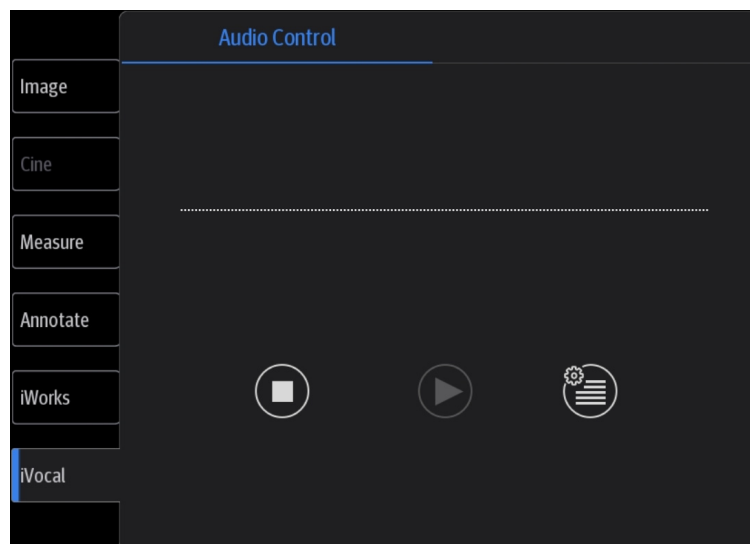 Audio Control
Image
Cine
Measure
Annotate
iWorks
iVocal